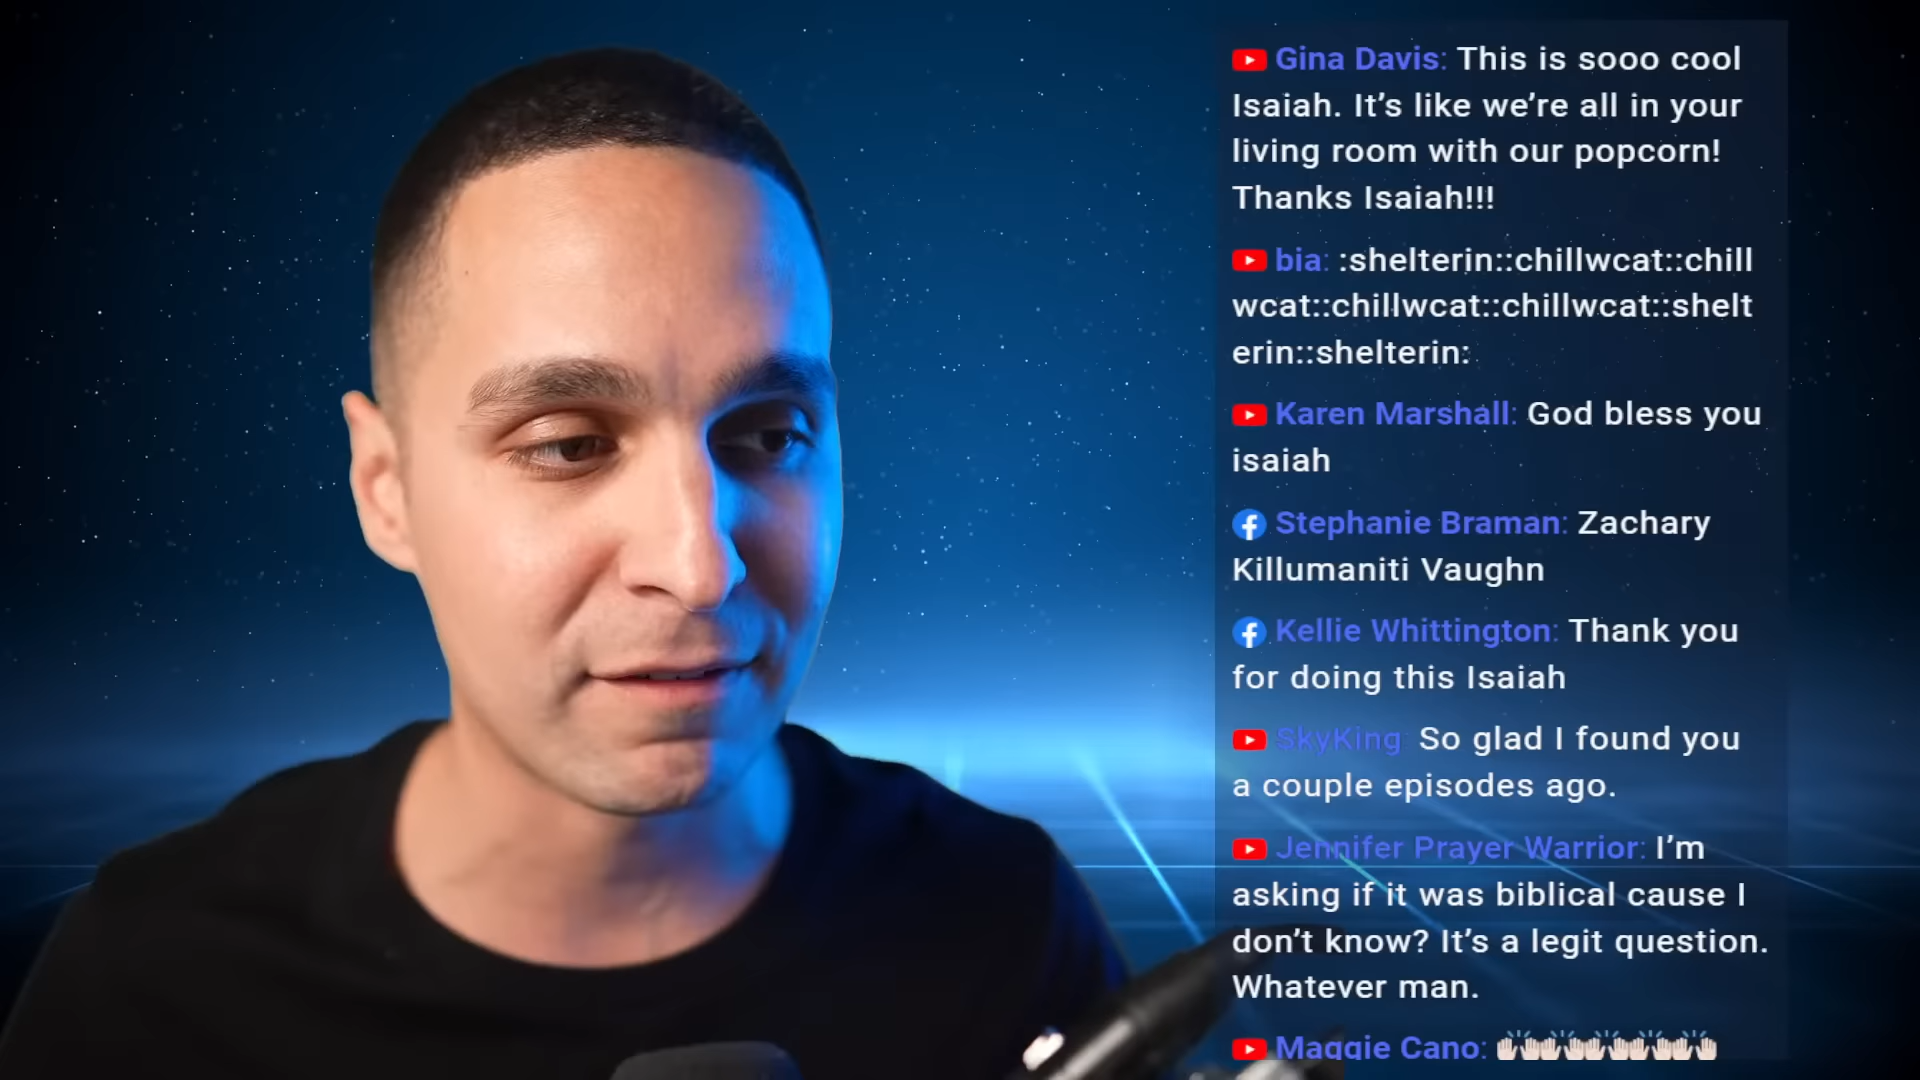 Gina Davis: This is sooo cool
Isaiah. It’s like we’re all in your
living room with our popcorn!
Thanks Isaiah!!!
bia: :shelterin::chillwcat::chill
wcat::chillwcat::chillwcat::shelt
erin::shelterin:
Karen Marshall: God bless you
isaiah
Stephanie Braman: Zachary
Killumaniti Vaughn
Kellie Whittington: Thank you
for doing this Isaiah
SkyKing: So glad I found you
a couple episodes ago.
Jennifer Prayer Warrior: I’m
asking if it was biblical cause I
don’t know? It’s a legit question.
Whatever man.
Maggie Cano: 🙌🏻🙌🏻🙌🏻🙌🏻🙌🏻